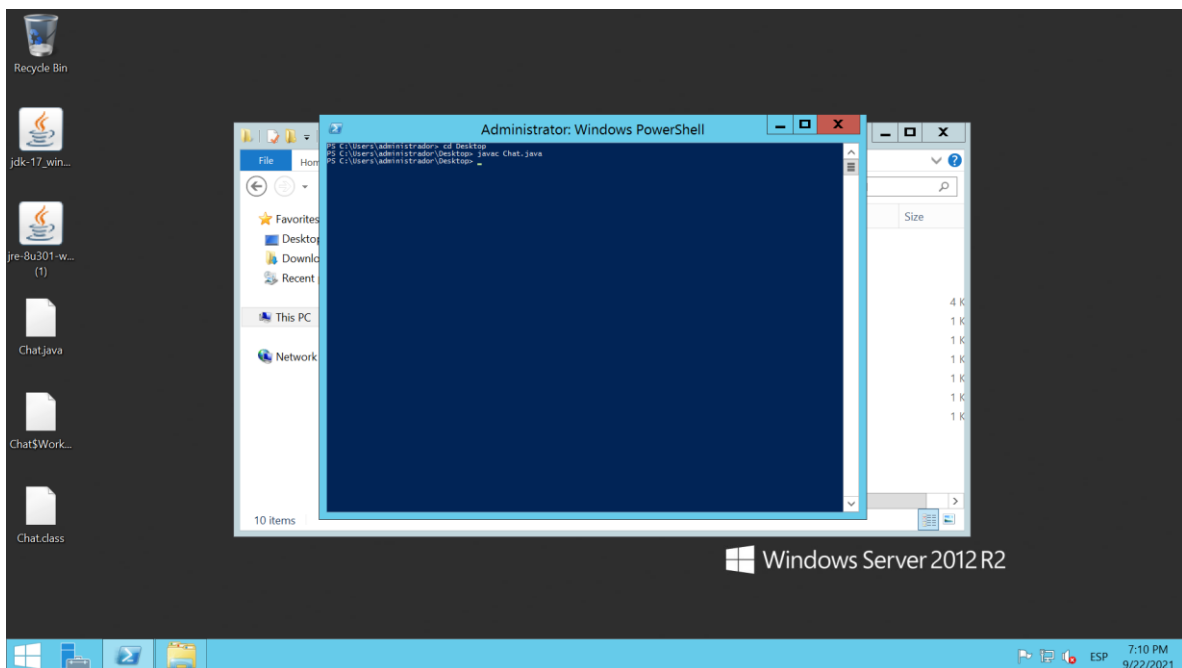 Recycle Bin
jdk-17_win...
jre-8u301-w...
(1)
Chat.java
Chat$Work...
Chat.class
Administrator: Windows PowerShell
PS C:\Users\administrador> cd Desktop
PS C:\Users\administrador\Desktop> javac Chat.java
PS C:\Users\administrador\Desktop> _
File
Hom
Favorites
Desktop
Downlo
Recent
This PC
Network
Size
4 K
1 K
1 K
1 K
1 K
1 K
1 K
10 items
Windows Server 2012 R2
ESP
7:10 PM
9/22/2021